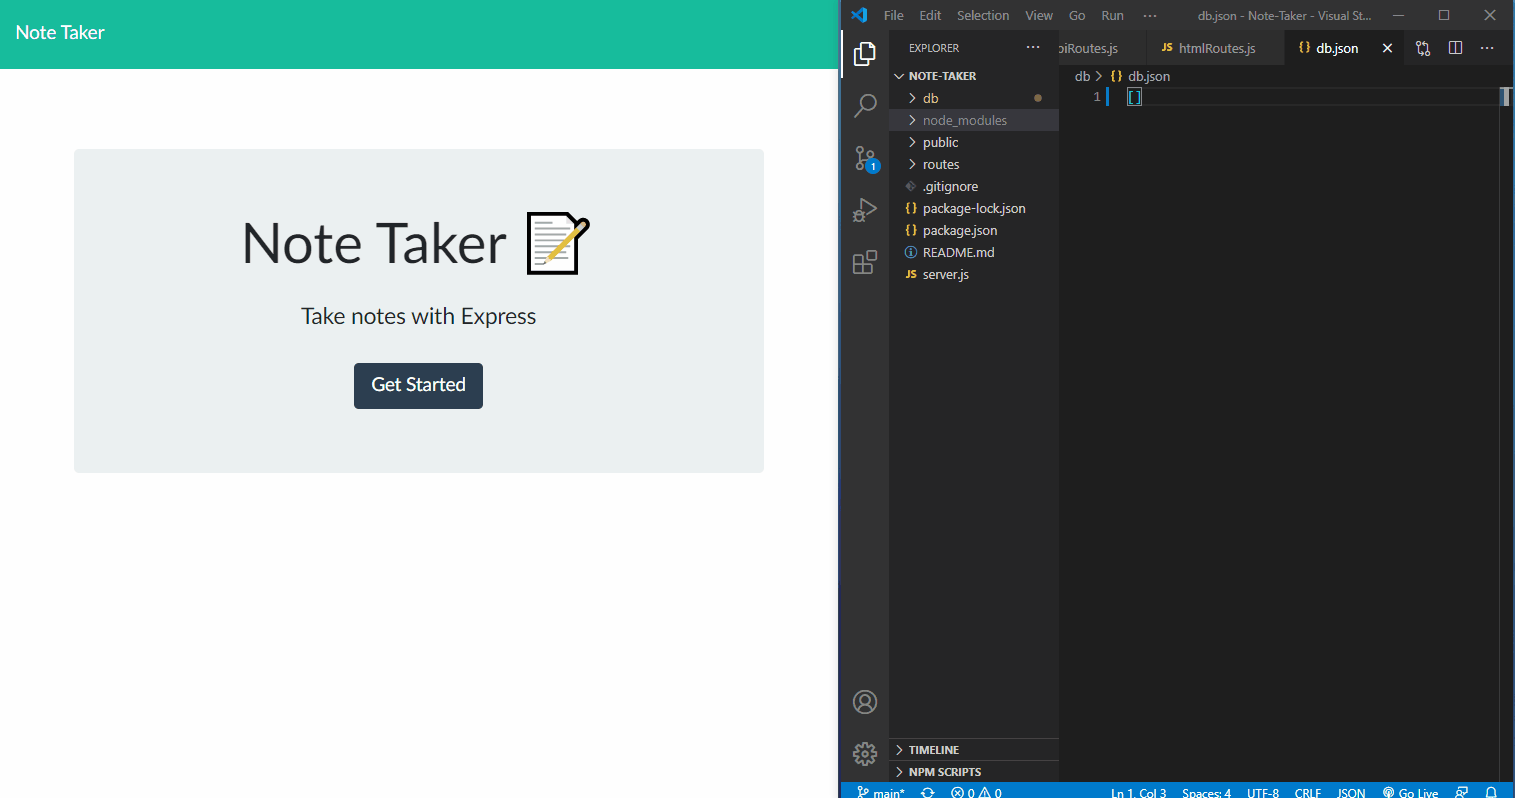 Note Taker
Note Taker
Take notes with Express
Get Started
File Edit Selection View Go Run ··· db.json - Note-Taker - Visual St...
EXPLORER ···
NOTE-TAKER
db
node_modules
public
routes
.gitignore
package-lock.json
package.json
README.md
server.js
TIMELINE
NPM SCRIPTS
piRoutes.js JS htmlRoutes.js {} db.json
db > {} db.json
1 []
1
main* 0 0 Ln 1, Col 3 Spaces: 4 UTF-8 CRLF JSON Go Live